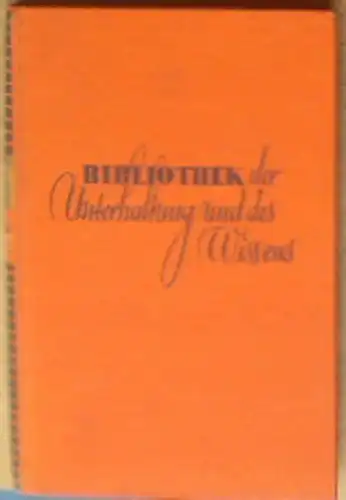 BIBLIOTHEK der
Unterhaltung und des
Wissens